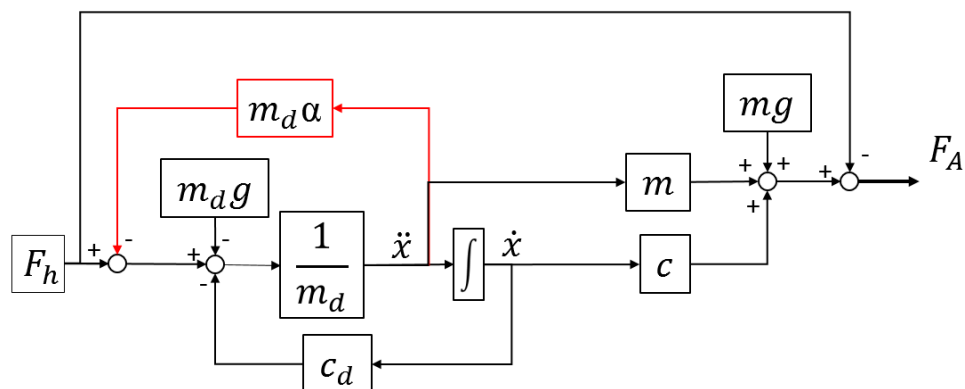 -
F_A
m_d α
mg
+
+
+
-
m
+
m_d g
-
-
F_h
+
+
-
1
m_d
ẍ
∫
ẋ
c
+
c_d